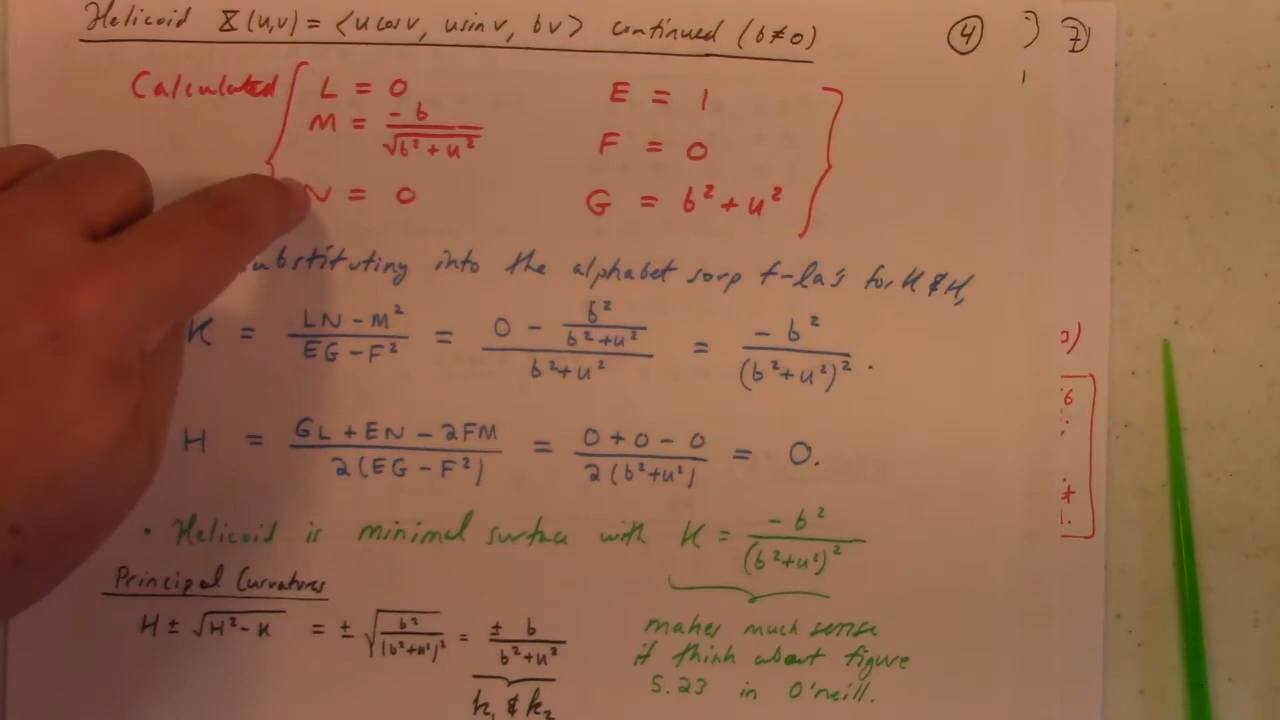 Helicoid X(u,v) = <u cos v, u sin v, bv> continued (b≠0) ④ ) 7)
Calculated { L = 0 E = 1 }
M = -b / √(b²+u²) F = 0
N = 0 G = b²+u²
substituting into the alphabet sorp f-la's for K & H,
K = (LN - M²)/(EG - F²) = (0 - b²/(b²+u²))/(b²+u²) = -b²/(b²+u²)².
H = (GL + EN - 2FM)/(2(EG - F²)) = (0+0-0)/(2(b²+u²)) = 0.
• Helicoid is minimal surface with K = -b²/(b²+u²)²
Principal Curvatures
H ± √(H²-K) = ± √(b²/(b²+u²)²) = ± b/(b²+u²)
k₁ & k₂
makes much sense
if think about figure
5.23 in O'neill.